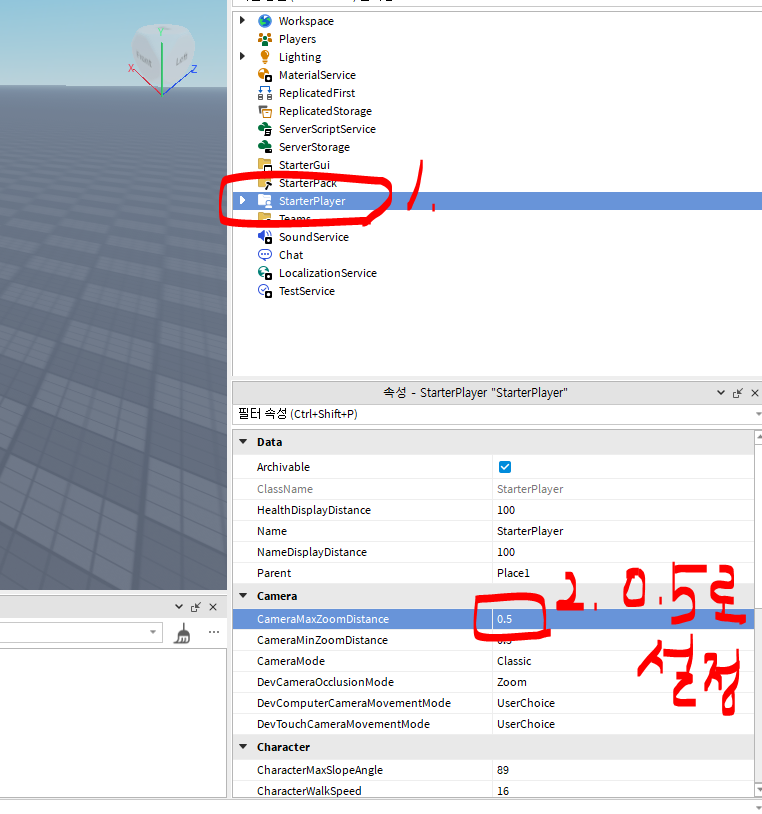 Workspace
Players
Lighting
MaterialService
ReplicatedFirst
ReplicatedStorage
ServerScriptService
ServerStorage
StarterGui
StarterPack
StarterPlayer
1.
Teams
SoundService
Chat
LocalizationService
TestService
X
Y
Z
Left
속성 - StarterPlayer "StarterPlayer"
필터 속성 (Ctrl+Shift+P)
Data
Archivable
ClassName StarterPlayer
HealthDisplayDistance 100
Name StarterPlayer
NameDisplayDistance 100
Parent Place1
Camera
2. 0.5로
설정
CameraMaxZoomDistance 0.5
CameraMinZoomDistance 0.5
CameraMode Classic
DevCameraOcclusionMode Zoom
DevComputerCameraMovementMode UserChoice
DevTouchCameraMovementMode UserChoice
Character
CharacterMaxSlopeAngle 89
CharacterWalkSpeed 16